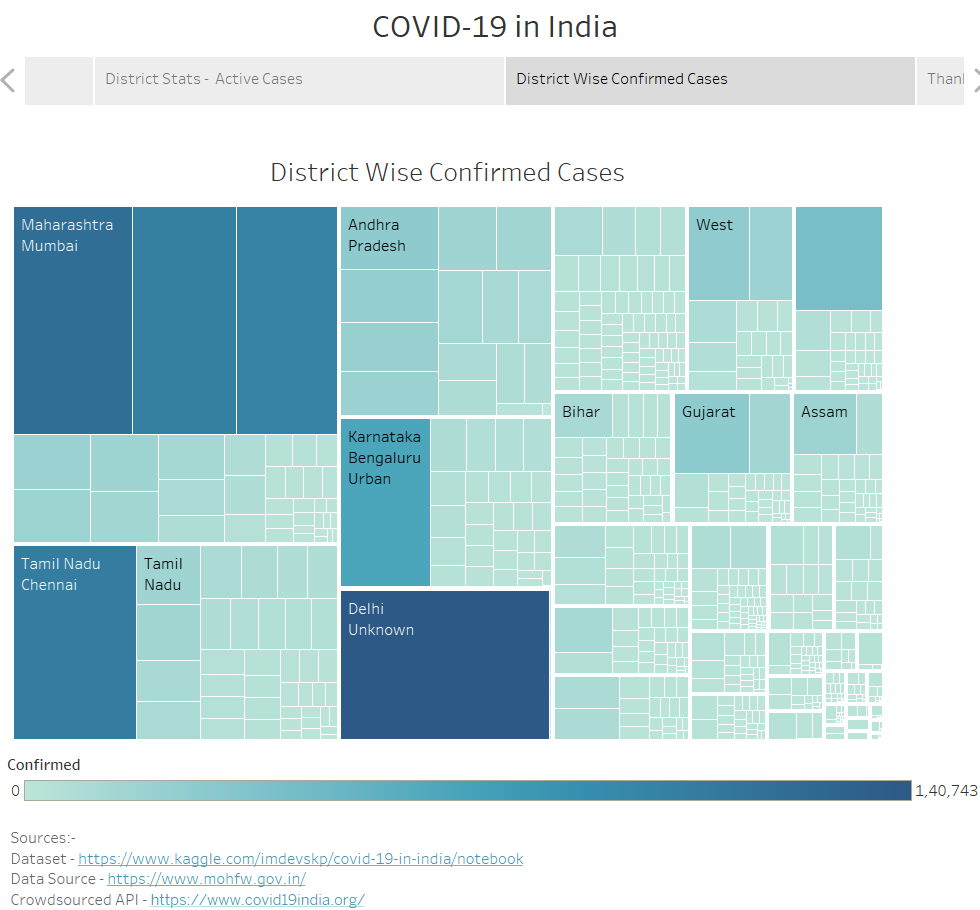 COVID-19 in India
District Stats - Active Cases
District Wise Confirmed Cases
District Wise Confirmed Cases
Maharashtra
Mumbai
Andhra
Pradesh
West
Bihar
Gujarat
Assam
Karnataka
Bengaluru
Urban
Tamil Nadu
Chennai
Tamil
Nadu
Delhi
Unknown
Confirmed
0
1,40,743
Sources:-
Dataset - https://www.kaggle.com/imdevskp/covid-19-in-india/notebook
Data Source - https://www.mohfw.gov.in/
Crowdsourced API - https://www.covid19india.org/